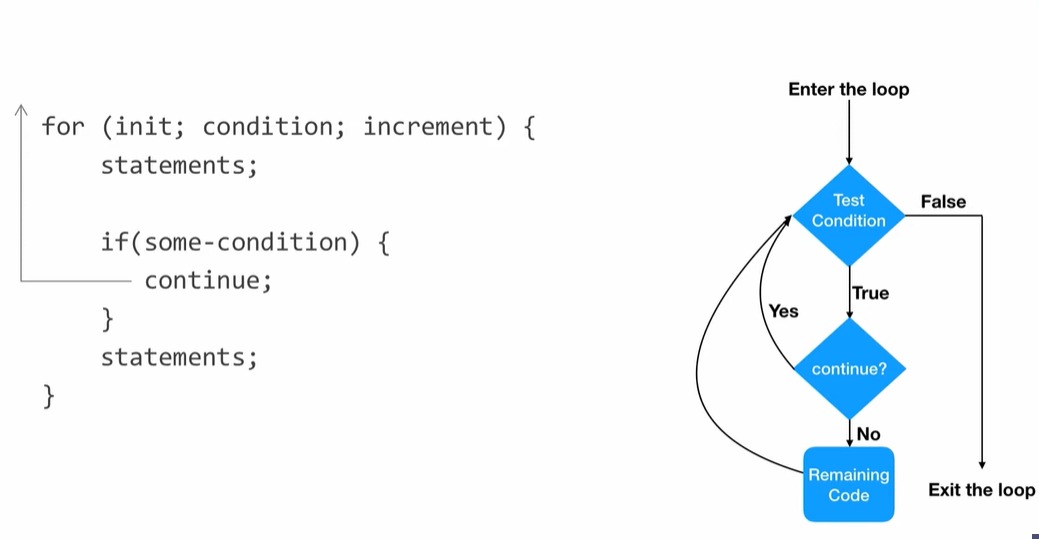 for (init; condition; increment) {
statements;
if(some-condition) {
continue;
}
statements;
}
Enter the loop
Test
Condition
False
True
Yes
continue?
No
Remaining
Code
Exit the loop